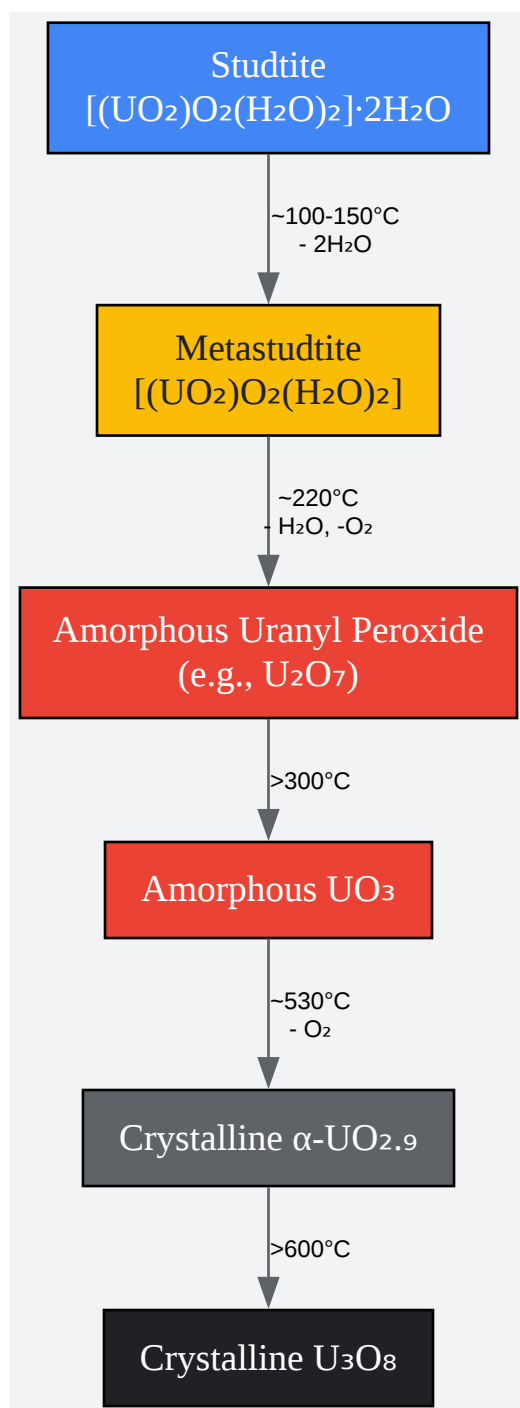 Studtite
[(UO₂)O₂(H₂O)₂]·2H₂O
~100-150°C
- 2H₂O
Metastudtite
[(UO₂)O₂(H₂O)₂]
~220°C
- H₂O, -O₂
Amorphous Uranyl Peroxide
(e.g., U₂O₇)
>300°C
Amorphous UO₃
~530°C
- O₂
Crystalline α-UO₂.₉
>600°C
Crystalline U₃O₈